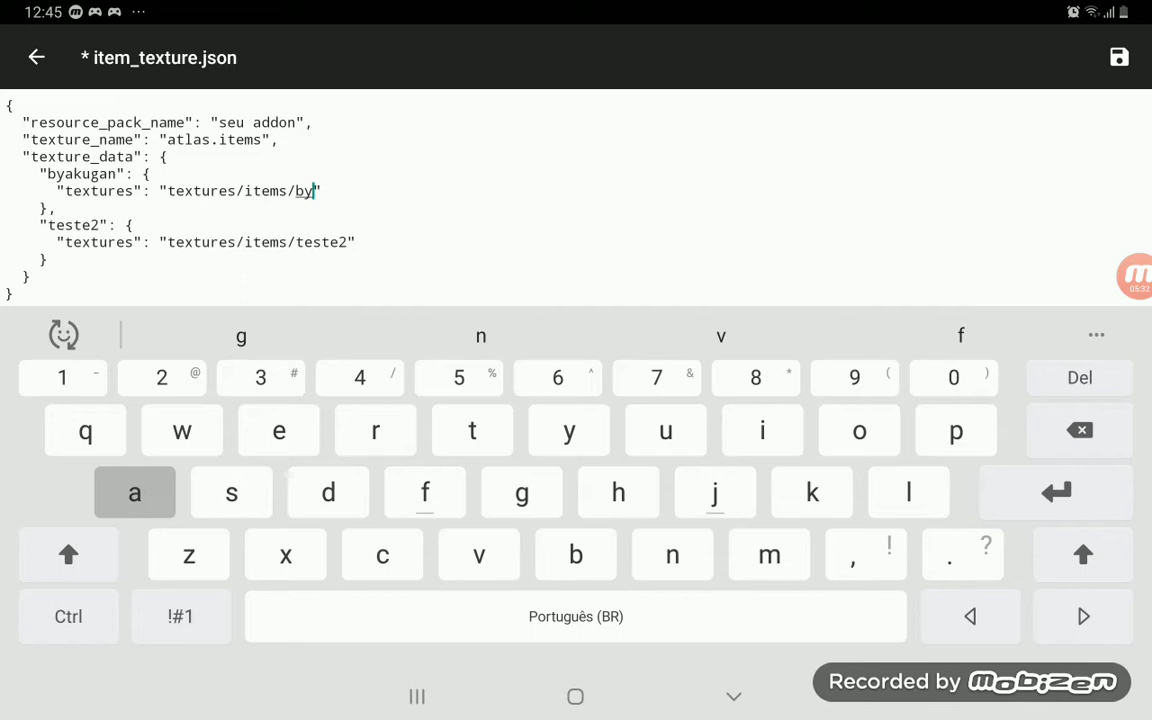 12:45
* item_texture.json
{
"resource_pack_name": "seu addon",
"texture_name": "atlas.items",
"texture_data": {
"byakugan": {
"textures": "textures/items/by"
},
"teste2": {
"textures": "textures/items/teste2"
}
}
}
05:32
g n v f
1 - 2 @ 3 # 4 / 5 % 6 ^ 7 & 8 * 9 ( 0 ) Del
q w e r t y u i o p
a s d f g h j k l
z x c v b n m , ! . ?
Ctrl !#1 Português (BR)
Recorded by mobizen